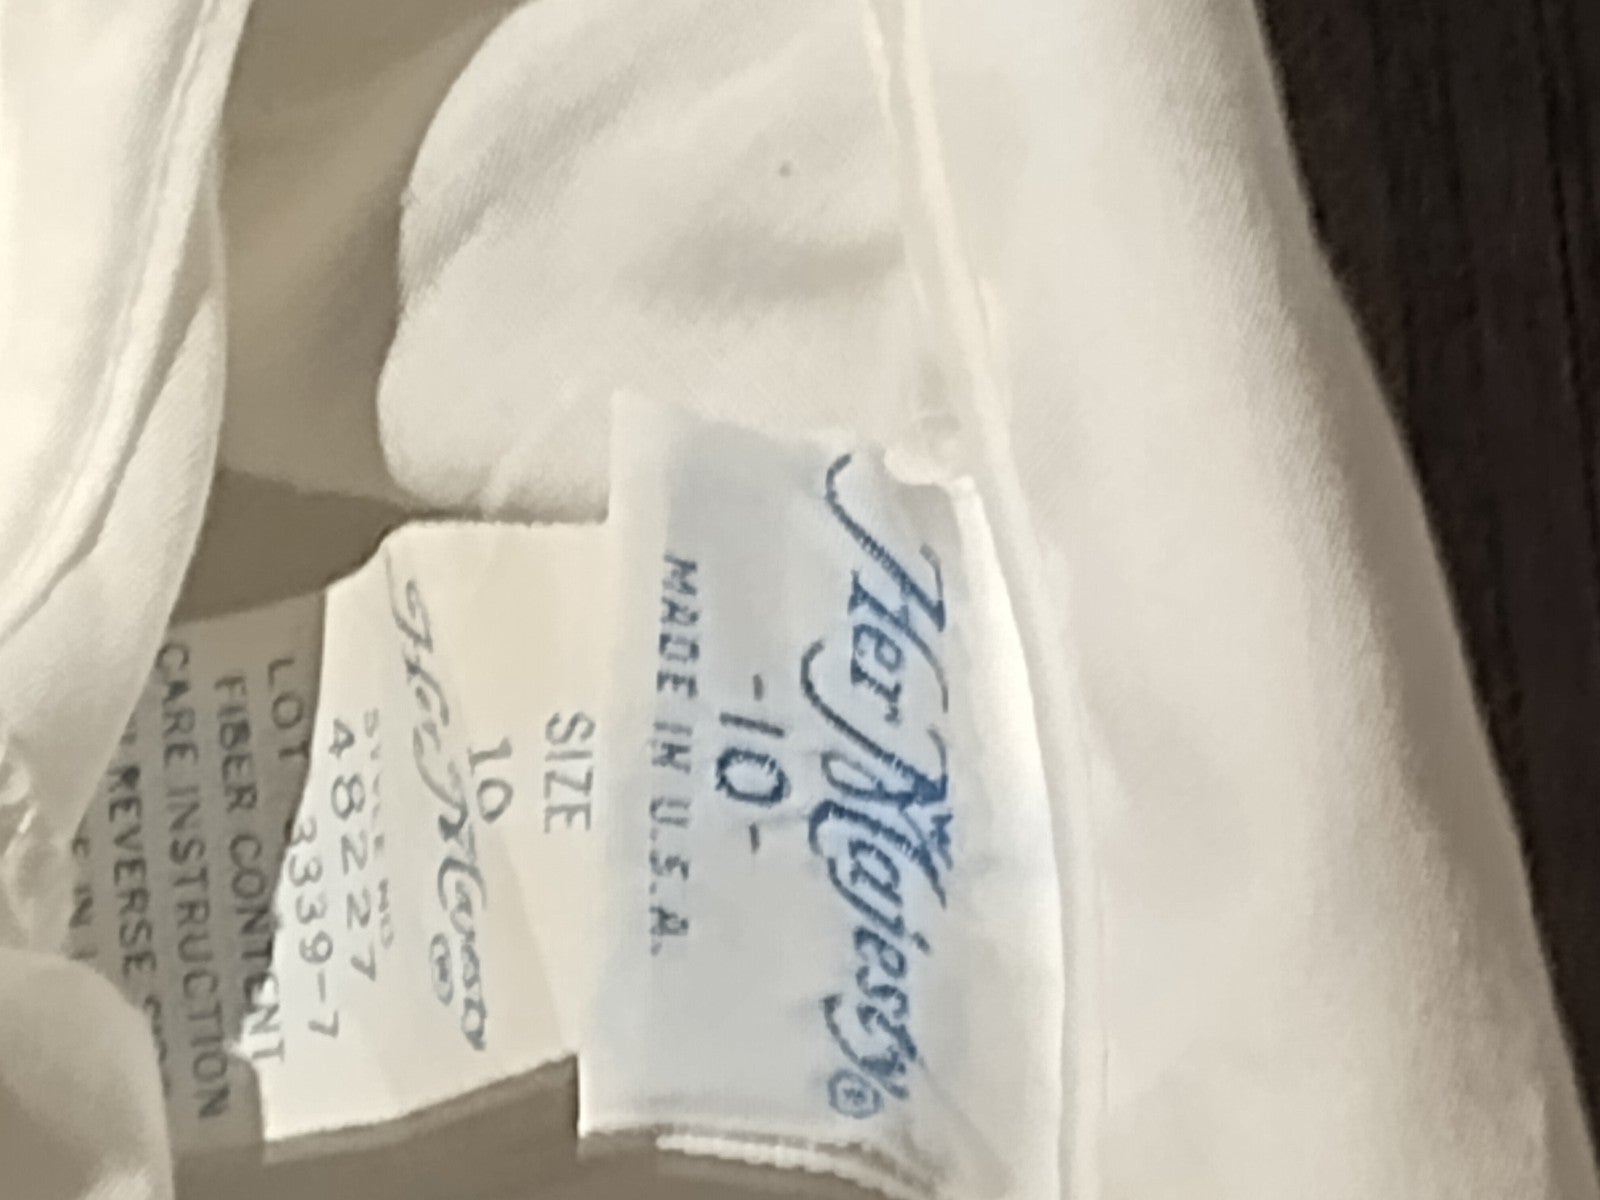 Her Majesty®
-10-
MADE IN U.S.A.
SIZE
10
Her Majesty®
STYLE NO
48227
LOT 3339-7
FIBER CONTENT
CARE INSTRUCTION
REVERSE